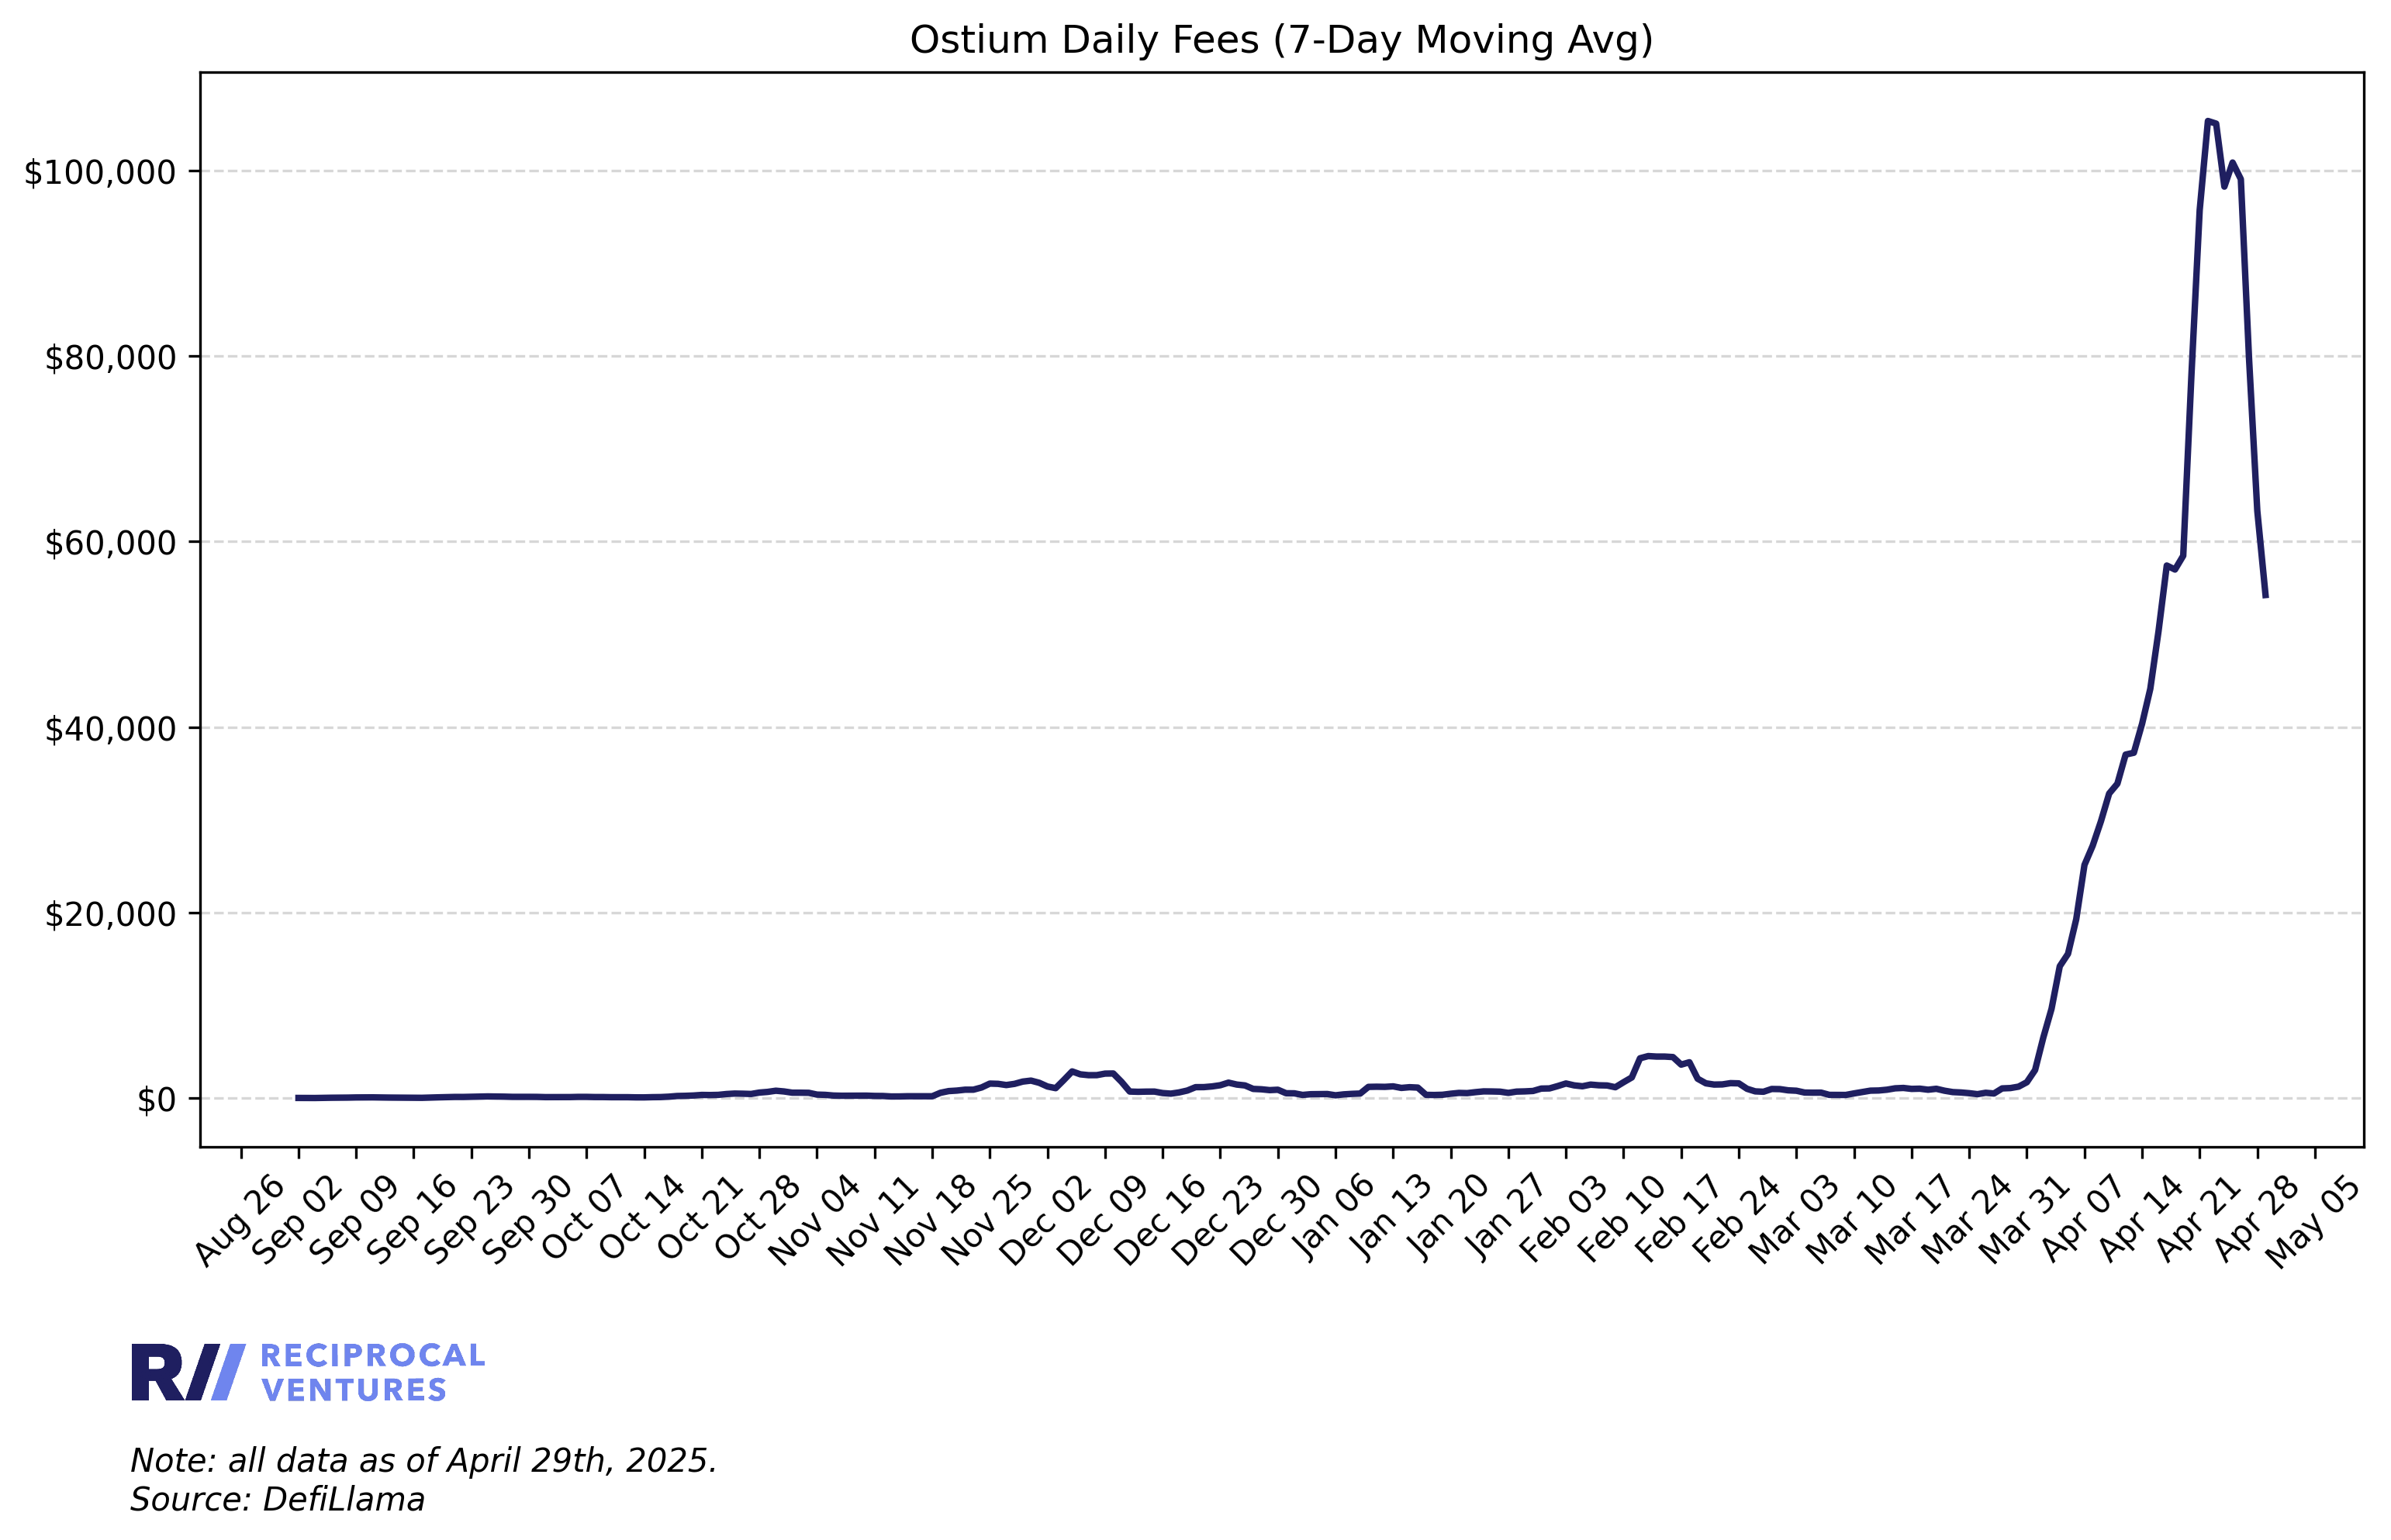 Ostium Daily Fees (7-Day Moving Avg)
$100,000
$80,000
$60,000
$40,000
$20,000
$0
Aug 26
Sep 02
Sep 09
Sep 16
Sep 23
Sep 30
Oct 07
Oct 14
Oct 21
Oct 28
Nov 04
Nov 11
Nov 18
Nov 25
Dec 02
Dec 09
Dec 16
Dec 23
Dec 30
Jan 06
Jan 13
Jan 20
Jan 27
Feb 03
Feb 10
Feb 17
Feb 24
Mar 03
Mar 10
Mar 17
Mar 24
Mar 31
Apr 07
Apr 14
Apr 21
Apr 28
May 05
R// RECIPROCAL
VENTURES
Note: all data as of April 29th, 2025.
Source: DefiLlama